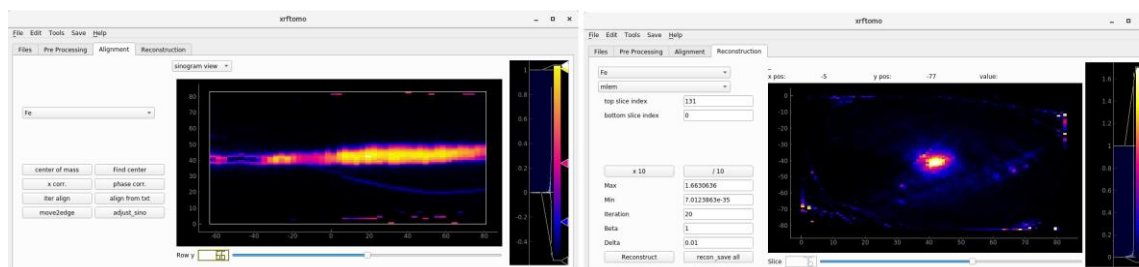 xrftomo
File Edit Tools Save Help
Files Pre Processing Alignment Reconstruction
sinogram view
Fe
center of mass Find center
x corr. phase corr.
iter align align from txt
move2edge adjust_sino
80
70
60
50
40
30
20
10
0
-60 -40 -20 0 20 40 60 80
Row y
1
0.8
0.6
0.4
0.2
0
-0.2
-0.4
xrftomo
File Edit Tools Save Help
Files Pre Processing Alignment Reconstruction
Fe
mlem
top slice index 131
bottom slice index 0
x 10 / 10
Max 1.6630636
Min 7.0123863e-35
Iteration 20
Beta 1
Delta 0.01
Reconstruct recon_save all
x pos: -5 y pos: -77 value:
0
-10
-20
-30
-40
-50
-60
-70
-80
0 20 40 60 80
Slice
1.6
1.4
1.2
1
0.8
0.6
0.4
0.2
0